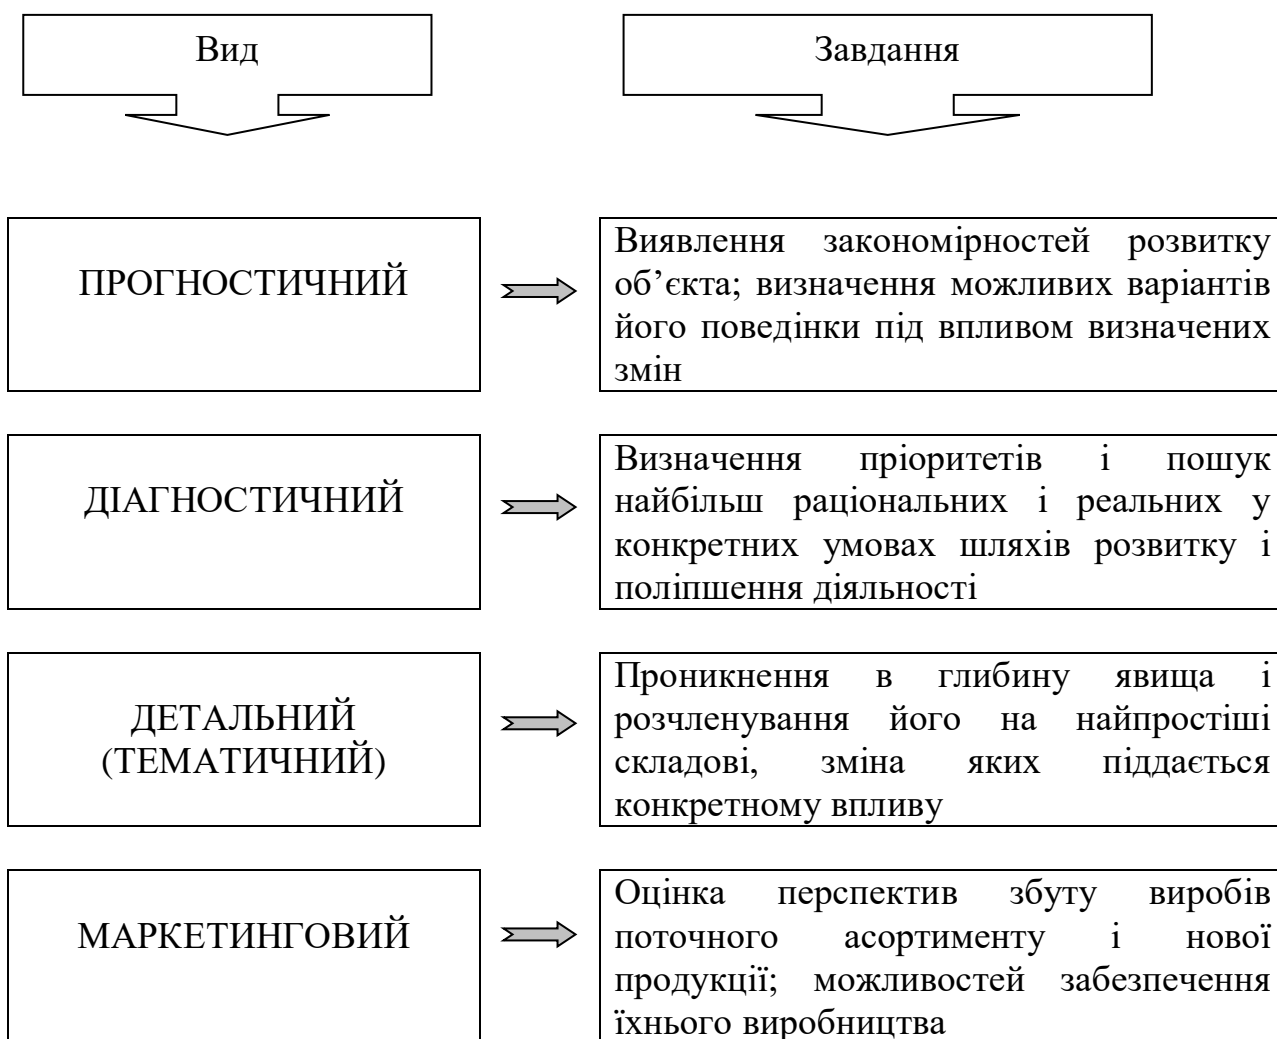 Вид
Завдання
ПРОГНОСТИЧНИЙ
Виявлення закономірностей розвитку
об’єкта; визначення можливих варіантів
його поведінки під впливом визначених
змін
ДІАГНОСТИЧНИЙ
Визначення пріоритетів і пошук
найбільш раціональних і реальних у
конкретних умовах шляхів розвитку і
поліпшення діяльності
ДЕТАЛЬНИЙ
(ТЕМАТИЧНИЙ)
Проникнення в глибину явища і
розчленування його на найпростіші
складові, зміна яких піддається
конкретному впливу
МАРКЕТИНГОВИЙ
Оцінка перспектив збуту виробів
поточного асортименту і нової
продукції; можливостей забезпечення
їхнього виробництва